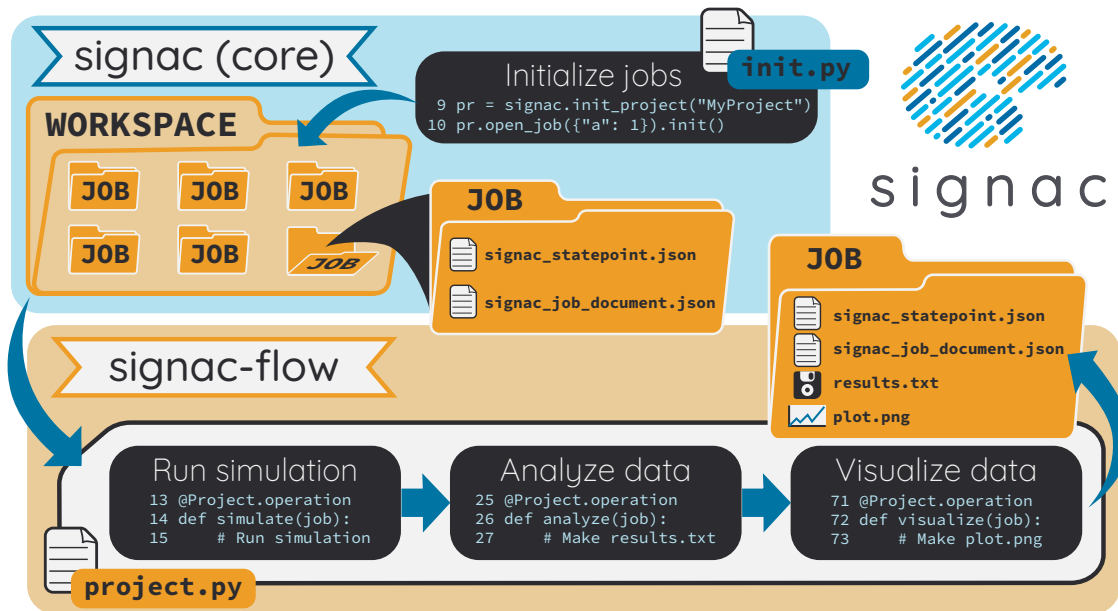 signac (core)
Initialize jobs
init.py
9 pr = signac.init_project("MyProject")
10 pr.open_job({"a": 1}).init()
signac
WORKSPACE
JOB
JOB
JOB
JOB
JOB
JOB
JOB
signac_statepoint.json
signac_job_document.json
JOB
signac_statepoint.json
signac_job_document.json
results.txt
plot.png
signac-flow
Run simulation
13 @Project.operation
14 def simulate(job):
15     # Run simulation
Analyze data
25 @Project.operation
26 def analyze(job):
27     # Make results.txt
Visualize data
71 @Project.operation
72 def visualize(job):
73     # Make plot.png
project.py